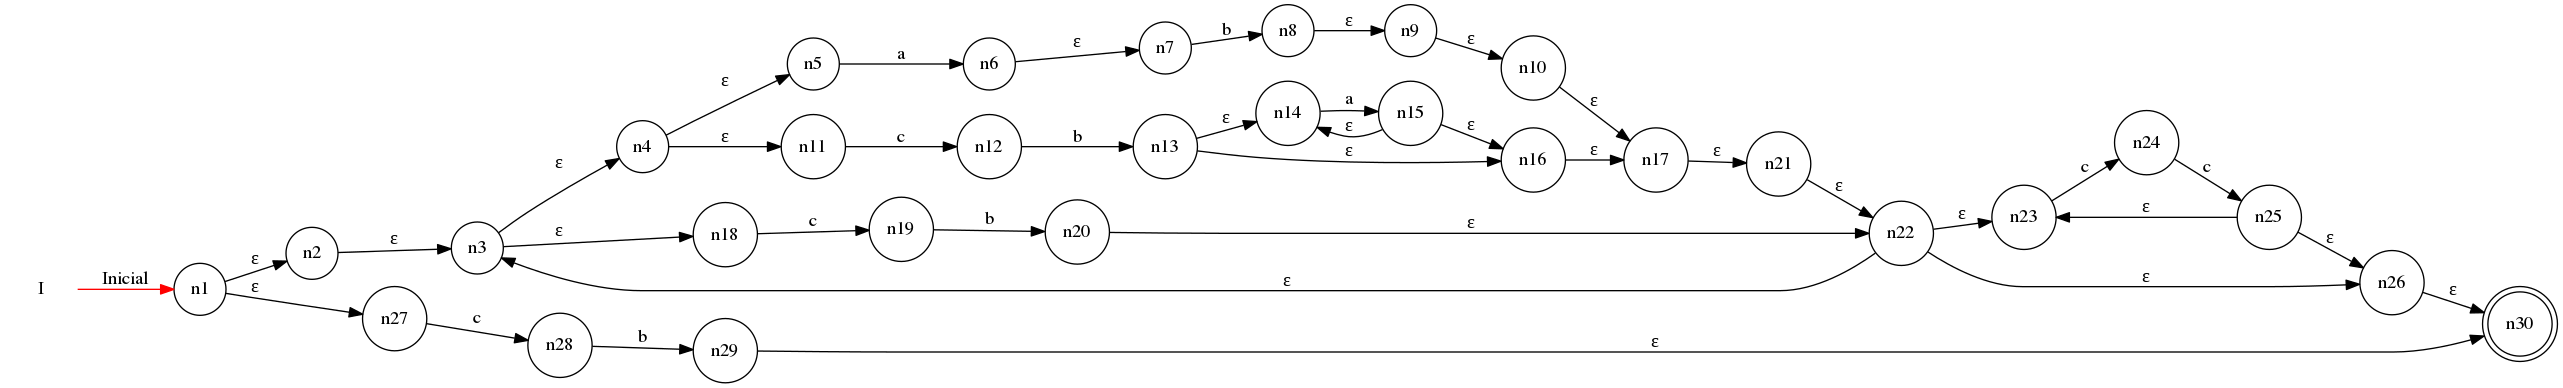 I
Inicial
n1
ε
n2
ε
n3
ε
n4
ε
n5
a
n6
ε
n7
b
n8
ε
n9
ε
n10
ε
ε
n11
c
n12
b
n13
ε
n14
a
n15
ε
ε
ε
n16
ε
n17
ε
n21
ε
ε
n18
c
n19
b
n20
ε
n22
ε
n23
c
n24
c
n25
ε
ε
ε
ε
n26
ε
n30
ε
n27
c
n28
b
n29
ε